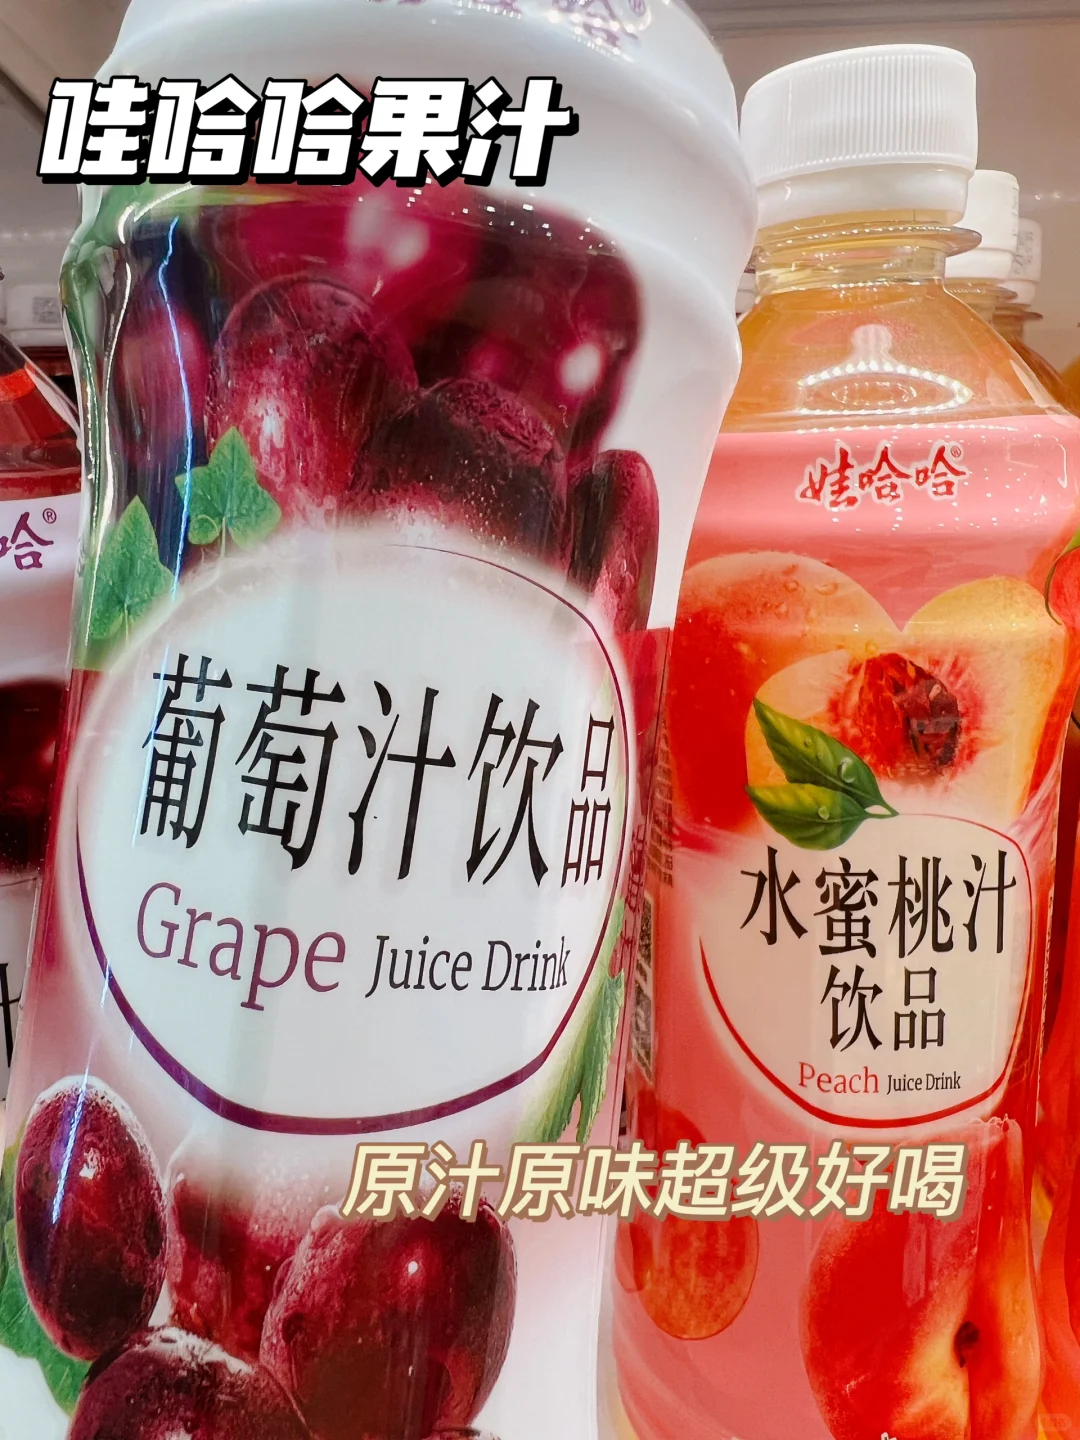 哇哈哈果汁
娃哈哈®
哈®
葡萄汁饮品
Grape Juice Drink
水蜜桃汁
饮品
Peach Juice Drink
原汁原味超级好喝